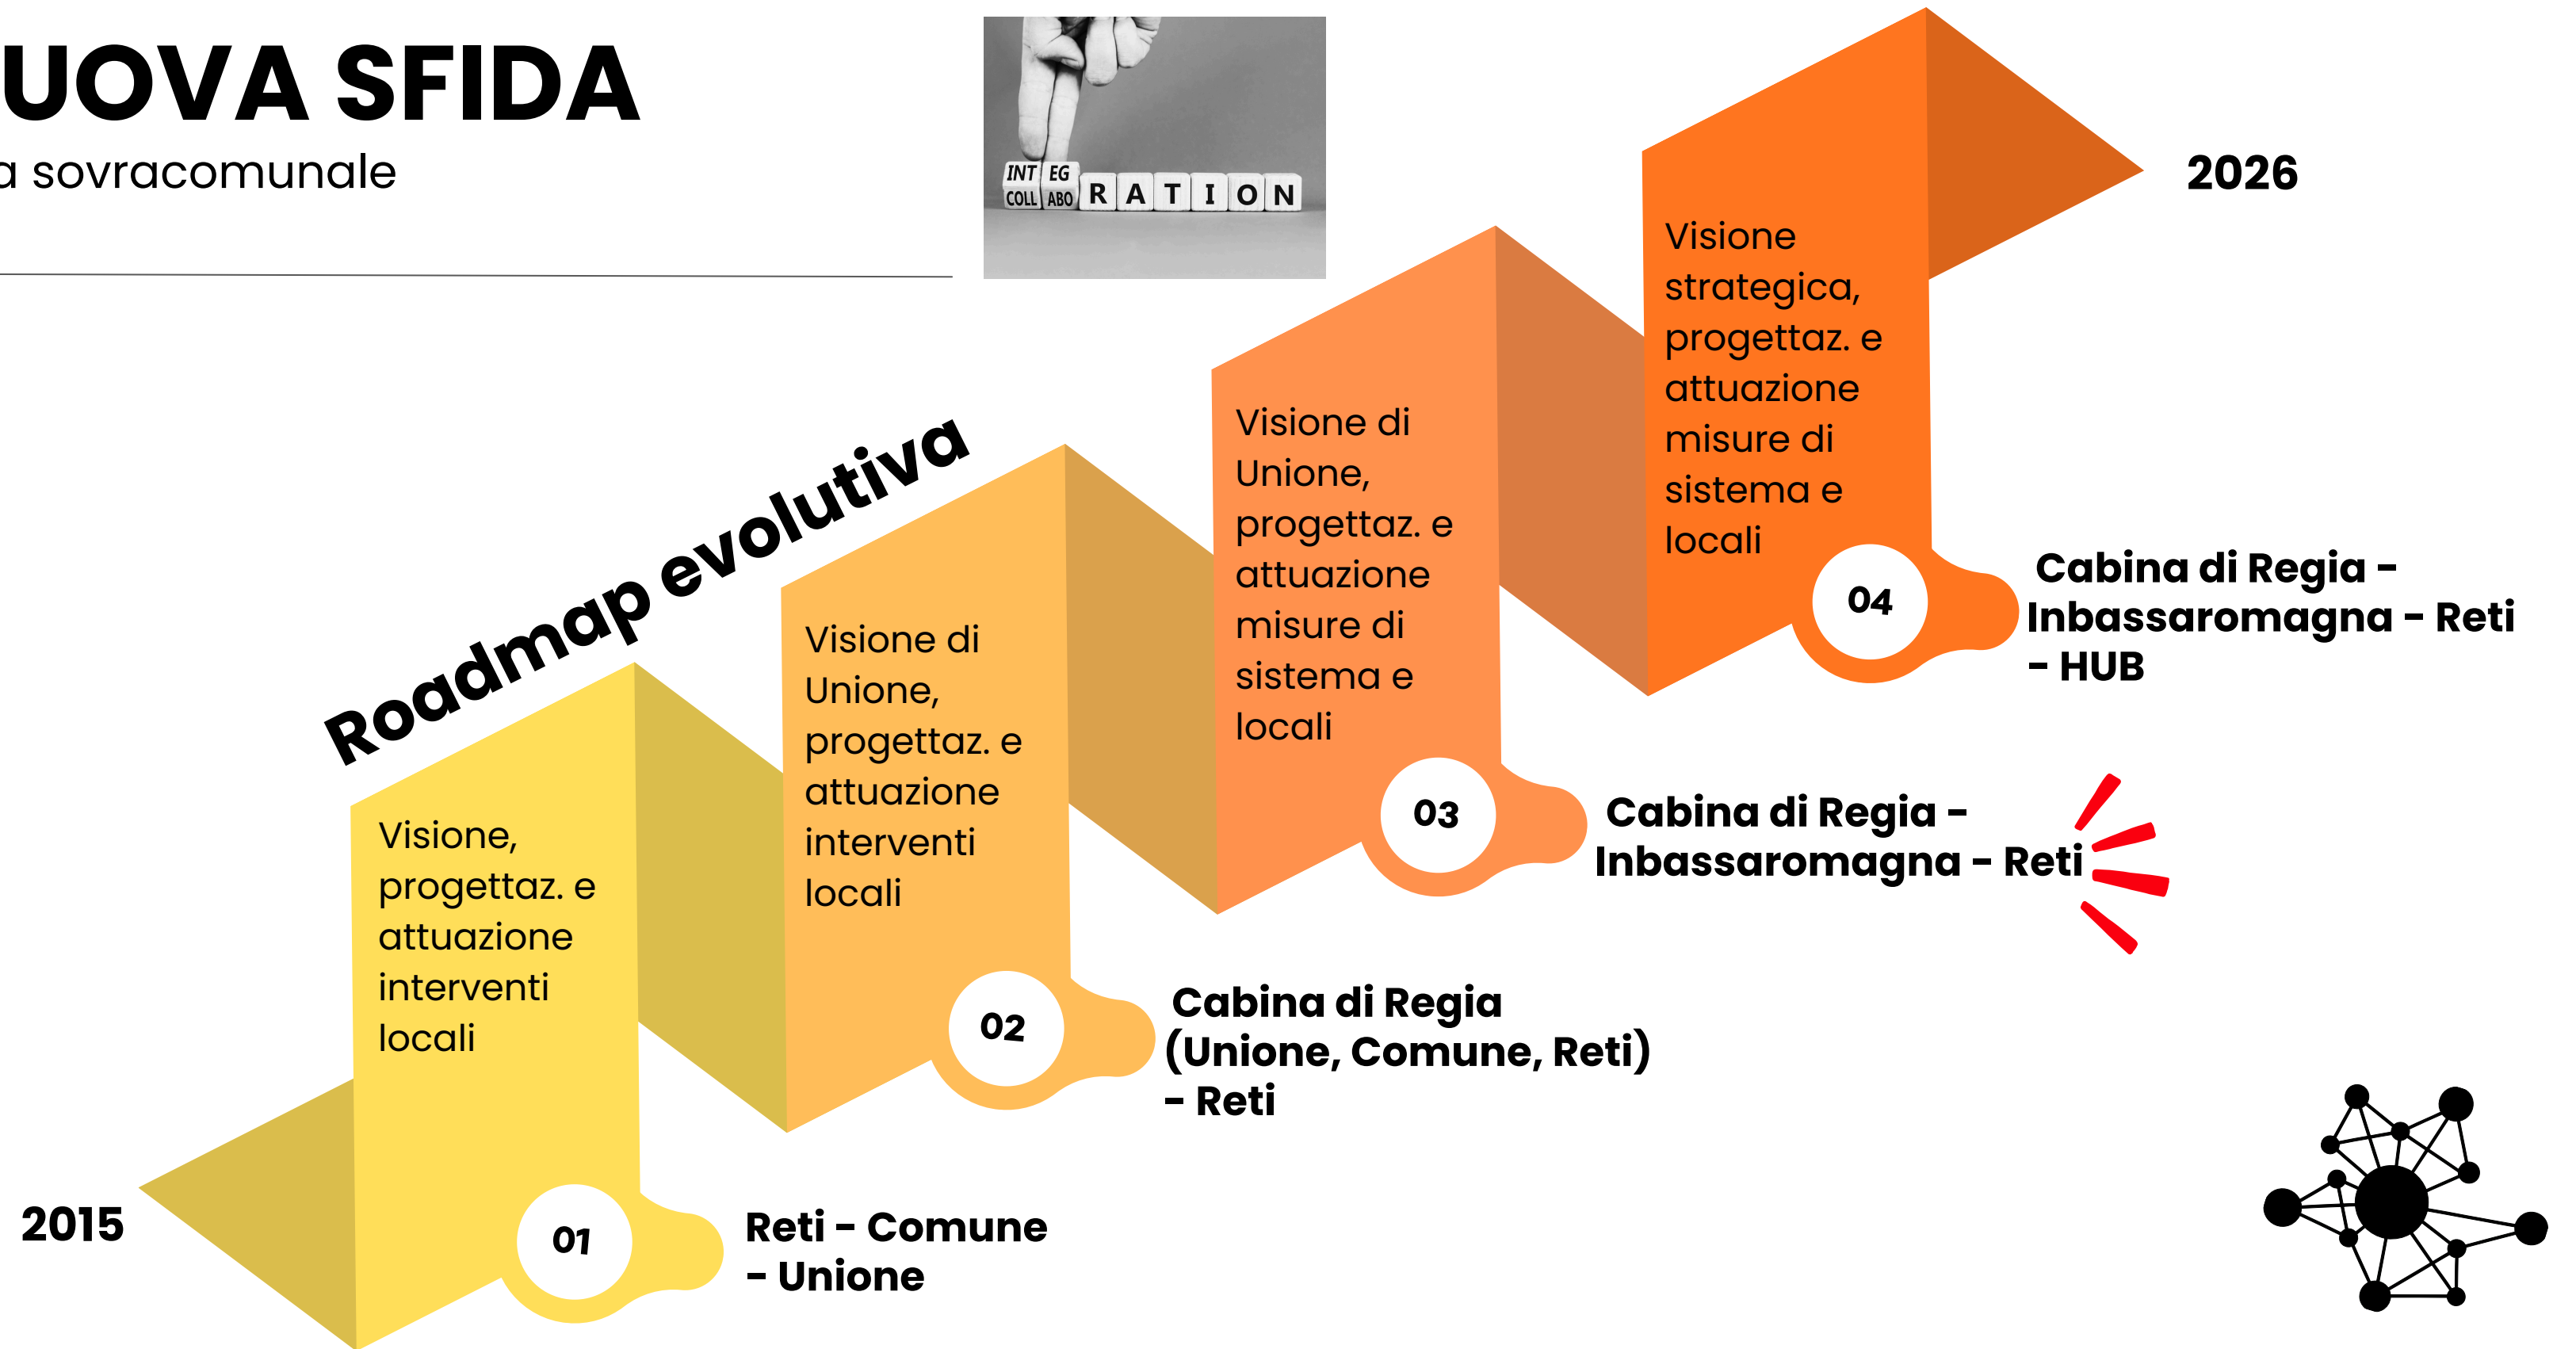 UOVA SFIDA
a sovracomunale
INT EG
COLL ABO R A T I O N
2026
Roadmap evolutiva
Visione
strategica,
progettaz. e
attuazione
misure di
sistema e
locali
04
Cabina di Regia -
Inbassaromagna - Reti
- HUB
Visione di
Unione,
progettaz. e
attuazione
misure di
sistema e
locali
03
Cabina di Regia -
Inbassaromagna - Reti
Visione di
Unione,
progettaz. e
attuazione
interventi
locali
02
Cabina di Regia
(Unione, Comune, Reti)
- Reti
Visione,
progettaz. e
attuazione
interventi
locali
01
Reti - Comune
- Unione
2015